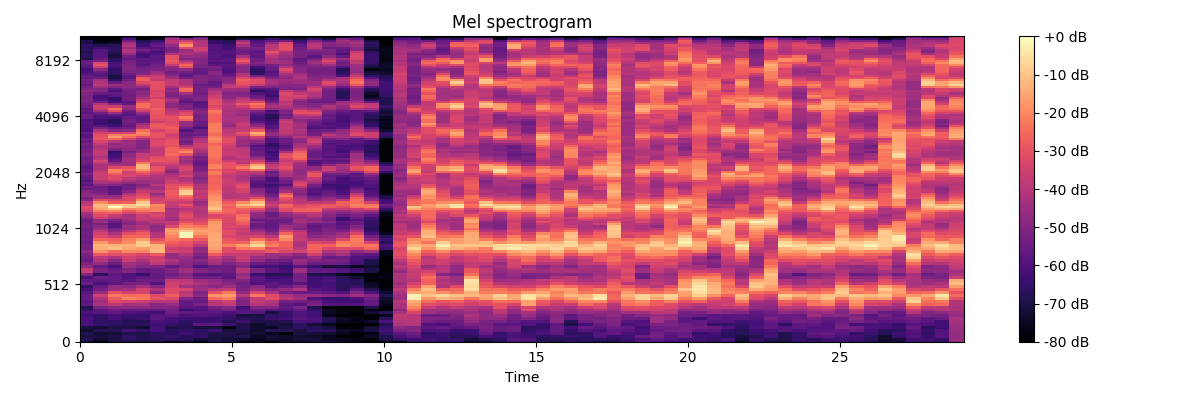 Mel spectrogram
8192
4096
2048
1024
512
0
Hz
0 5 10 15 20 25
Time
+0 dB
-10 dB
-20 dB
-30 dB
-40 dB
-50 dB
-60 dB
-70 dB
-80 dB